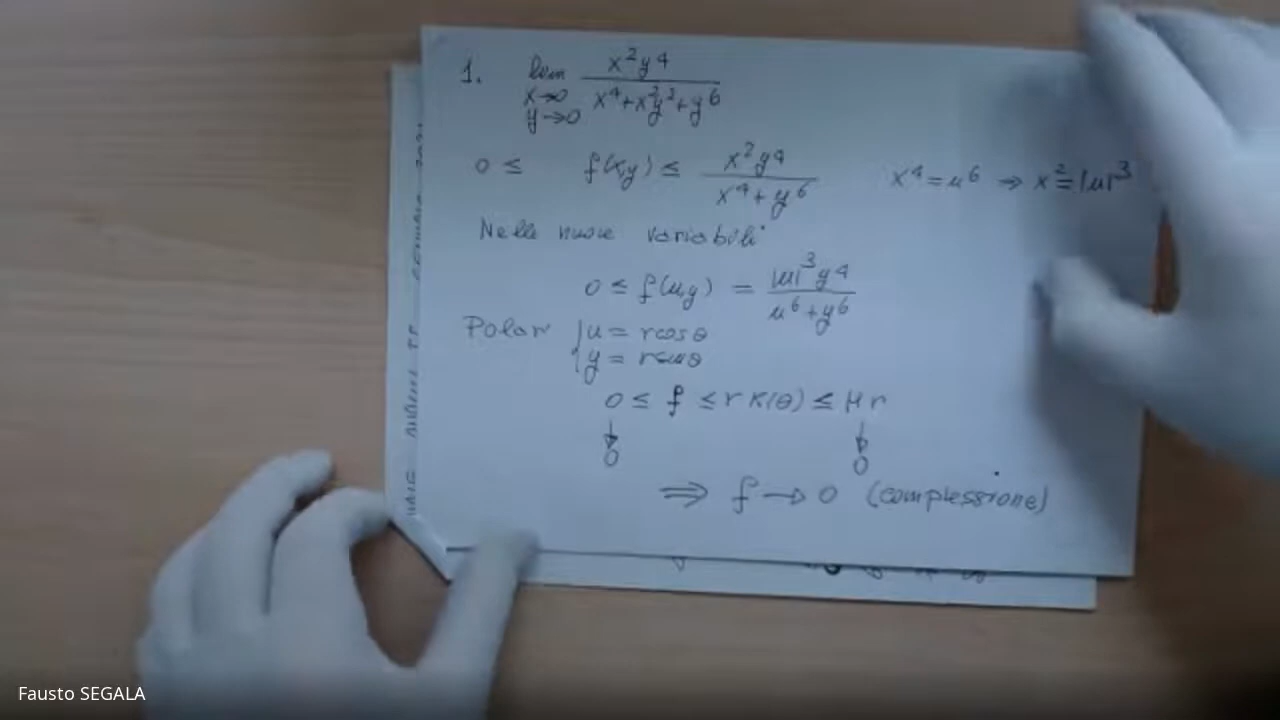 1. lim x²y⁴ / x⁴+x²y²+y⁶
x→0
y→0
0 ≤ f(x,y) ≤ x²y⁴ / x⁴+y⁶ x⁴=u⁶ ⇒ x²=|u|³
Nelle nuove variabili
0 ≤ f(u,y) = |u|³y⁴ / u⁶+y⁶
Polari { u = r cos θ
y = r sen θ
0 ≤ f ≤ r K(θ) ≤ M r
↓ ↓
0 0
⇒ f → 0 (compressione)
Fausto SEGALA